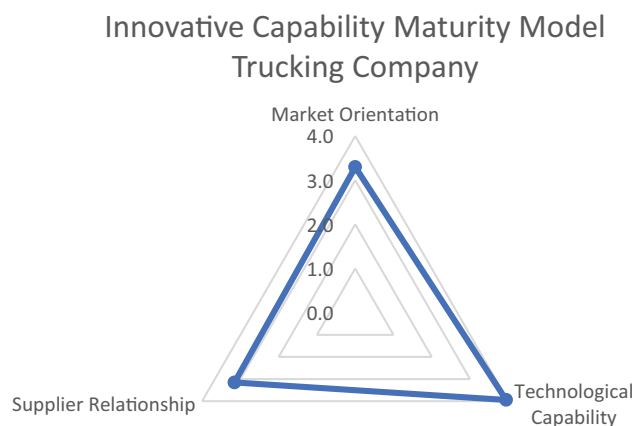 Innovative Capability Maturity Model
Trucking Company
Market Orientation
4.0
3.0
2.0
1.0
0.0
Supplier Relationship
Technological
Capability